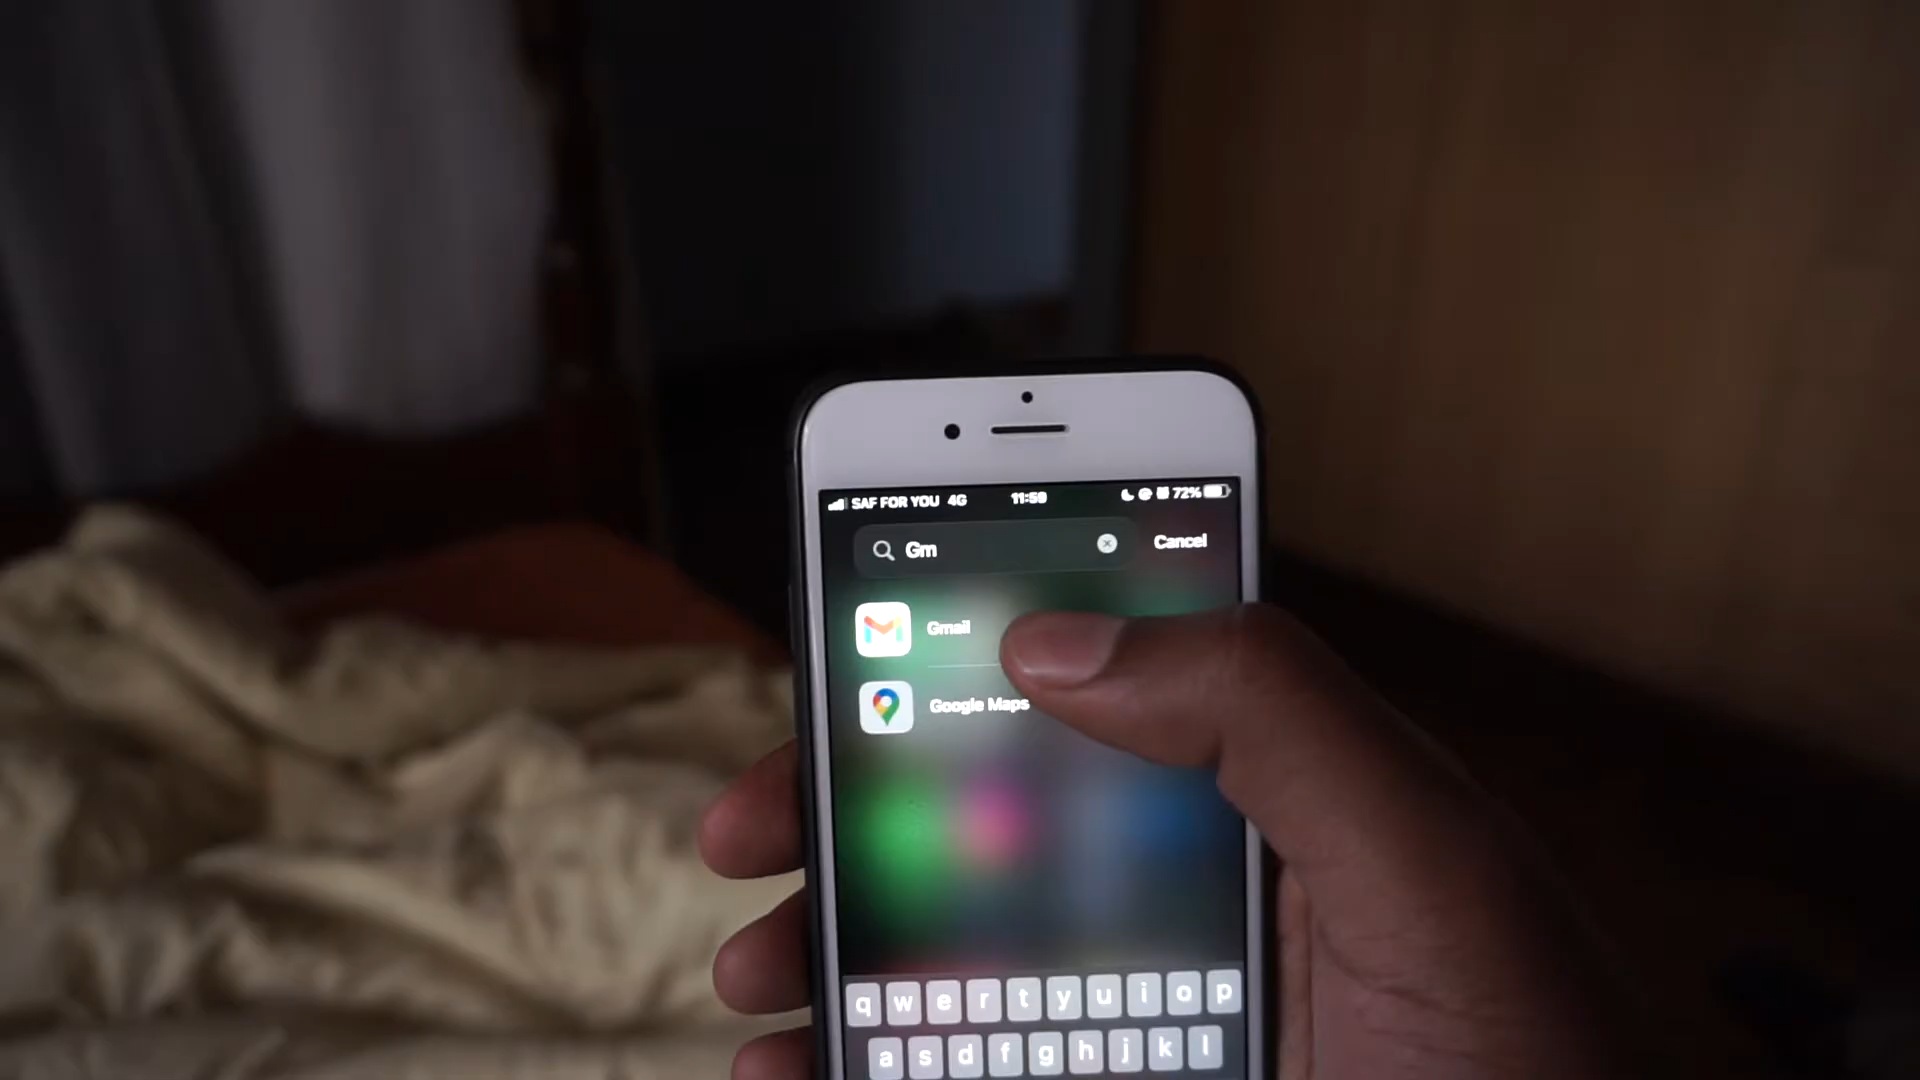 SAF FOR YOU 4G 11:59 72%
Gm Cancel
Gmail
Google Maps
q w e r t y u i o p
a s d f g h j k l